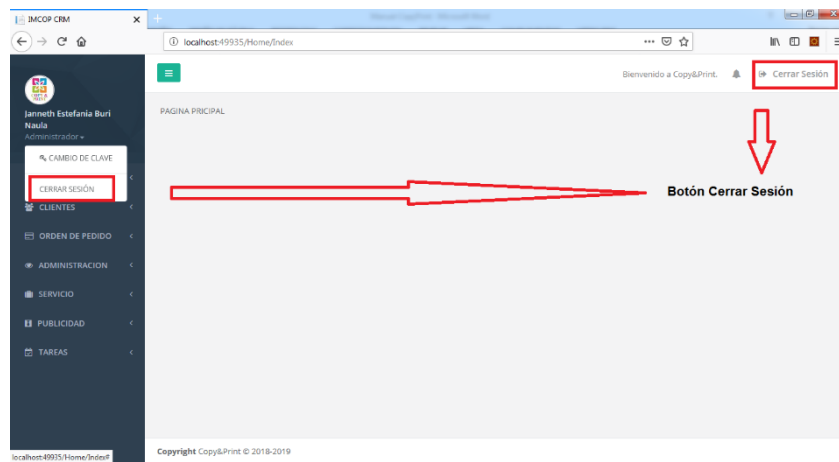 IMCOP CRM
localhost:49935/Home/Index
Bienvenido a Copy&Print.
Cerrar Sesión
Janneth Estefania Buri
Naula
Administrador
CAMBIO DE CLAVE
CERRAR SESIÓN
CLIENTES
ORDEN DE PEDIDO
ADMINISTRACION
SERVICIO
PUBLICIDAD
TAREAS
PAGINA PRICIPAL
Botón Cerrar Sesión
Copyright Copy&Print © 2018-2019
localhost:49935/Home/Index#